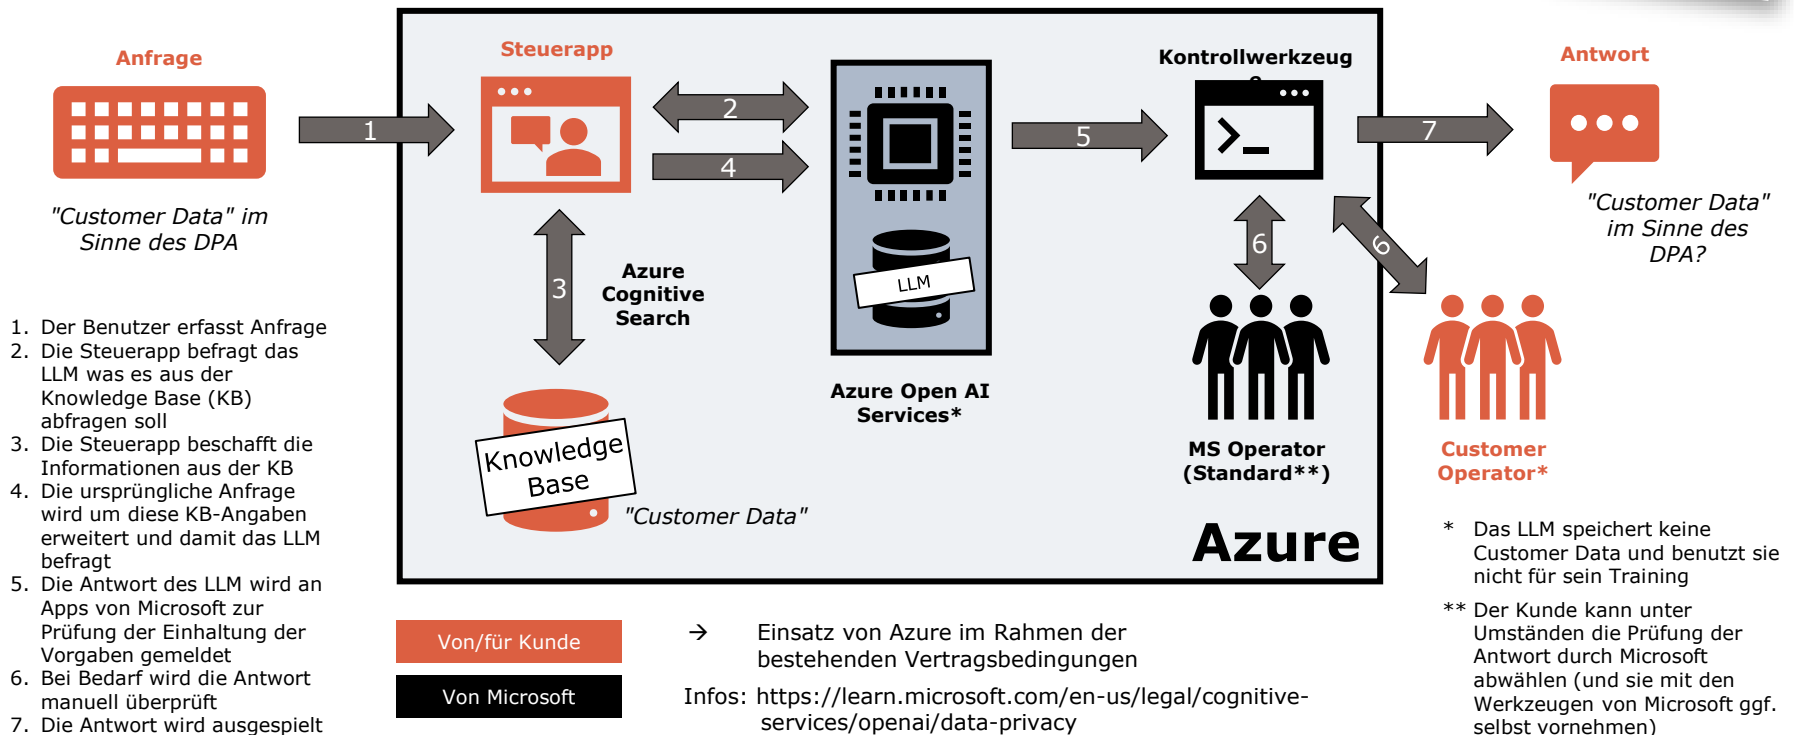 Anfrage
"Customer Data" im
Sinne des DPA
1
Steuerapp
2
4
3
Azure
Cognitive
Search
Knowledge
Base
"Customer Data"
LLM
Azure Open AI
Services*
5
Kontrollwerkzeug
e
6
6
MS Operator
(Standard**)
Azure
7
Antwort
"Customer Data"
im Sinne des
DPA?
Customer
Operator*
1. Der Benutzer erfasst Anfrage
2. Die Steuerapp befragt das
LLM was es aus der
Knowledge Base (KB)
abfragen soll
3. Die Steuerapp beschafft die
Informationen aus der KB
4. Die ursprüngliche Anfrage
wird um diese KB-Angaben
erweitert und damit das LLM
befragt
5. Die Antwort des LLM wird an
Apps von Microsoft zur
Prüfung der Einhaltung der
Vorgaben gemeldet
6. Bei Bedarf wird die Antwort
manuell überprüft
7. Die Antwort wird ausgespielt
Von/für Kunde
Von Microsoft
→ Einsatz von Azure im Rahmen der
bestehenden Vertragsbedingungen
Infos: https://learn.microsoft.com/en-us/legal/cognitive-
services/openai/data-privacy
* Das LLM speichert keine
Customer Data und benutzt sie
nicht für sein Training
** Der Kunde kann unter
Umständen die Prüfung der
Antwort durch Microsoft
abwählen (und sie mit den
Werkzeugen von Microsoft ggf.
selbst vornehmen)